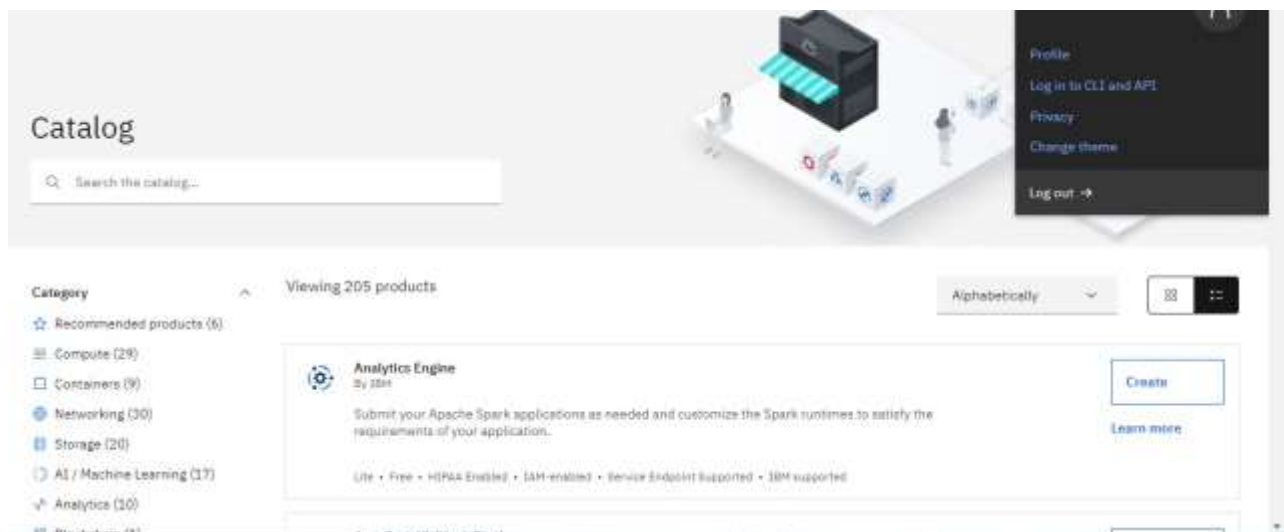 Profile
Log in to CLI and API
Privacy
Change theme
Log out →
Catalog
Search the catalog...
Category
Viewing 205 products
Alphabetically
Recommended products (6)
Compute (29)
Containers (9)
Networking (30)
Storage (20)
AI / Machine Learning (17)
Analytics (10)
Analytics Engine
By IBM
Submit your Apache Spark applications as needed and customize the Spark runtimes to satisfy the
requirements of your application.
Lite • Free • HIPAA Enabled • IAM-enabled • Service Endpoint Supported • IBM supported
Create
Learn more